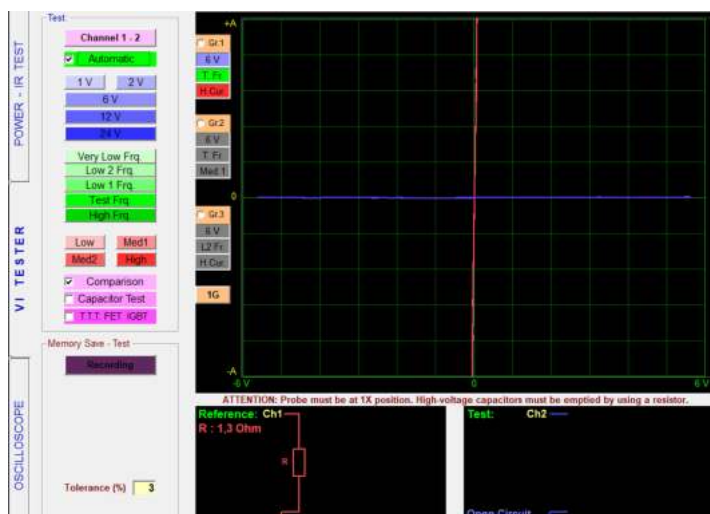 POWER - IR TEST
VI TESTER
OSCILLOSCOPE
Test
Channel 1 - 2
Automatic
1 V
2 V
6 V
12 V
24 V
Very Low Frq.
Low 2 Frq.
Low 1 Frq.
Test Frq.
High Frq.
Low
Med1
Med2
High
Comparison
Capacitor Test
T.T.T. FET IGBT
Memory Save - Test
Recording
Tolerance (%)
3
Gr.1
6 V
T. Fr.
H.Cur.
Gr.2
6 V
T. Fr.
Med.1
Gr.3
6 V
L2 Fr.
H.Cur.
1G
+A
0
-A
-6 V
0
6 V
ATTENTION: Probe must be at 1X position. High-voltage capacitors must be emptied by using a resistor.
Reference: Ch1
R : 1,3 Ohm
R
Test: Ch2
Open Circuit